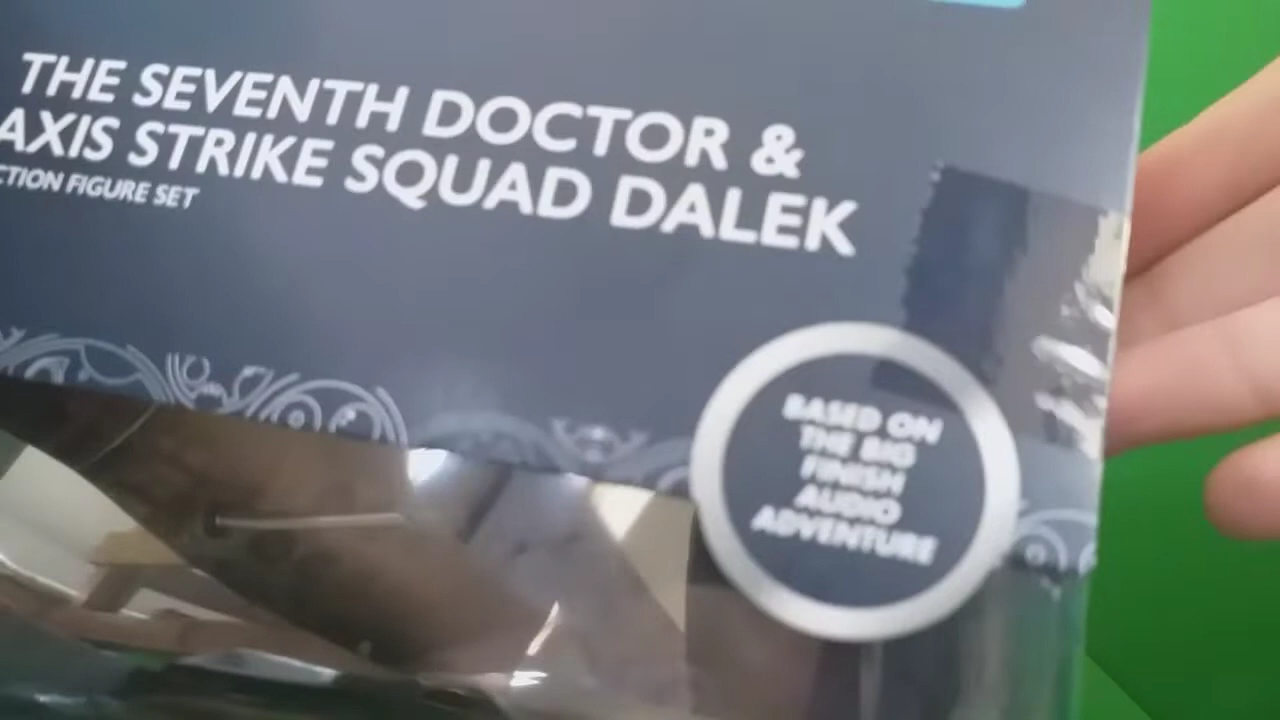 THE SEVENTH DOCTOR &
AXIS STRIKE SQUAD DALEK
CTION FIGURE SET
BASED ON
THE BIG
FINISH
AUDIO
ADVENTURE